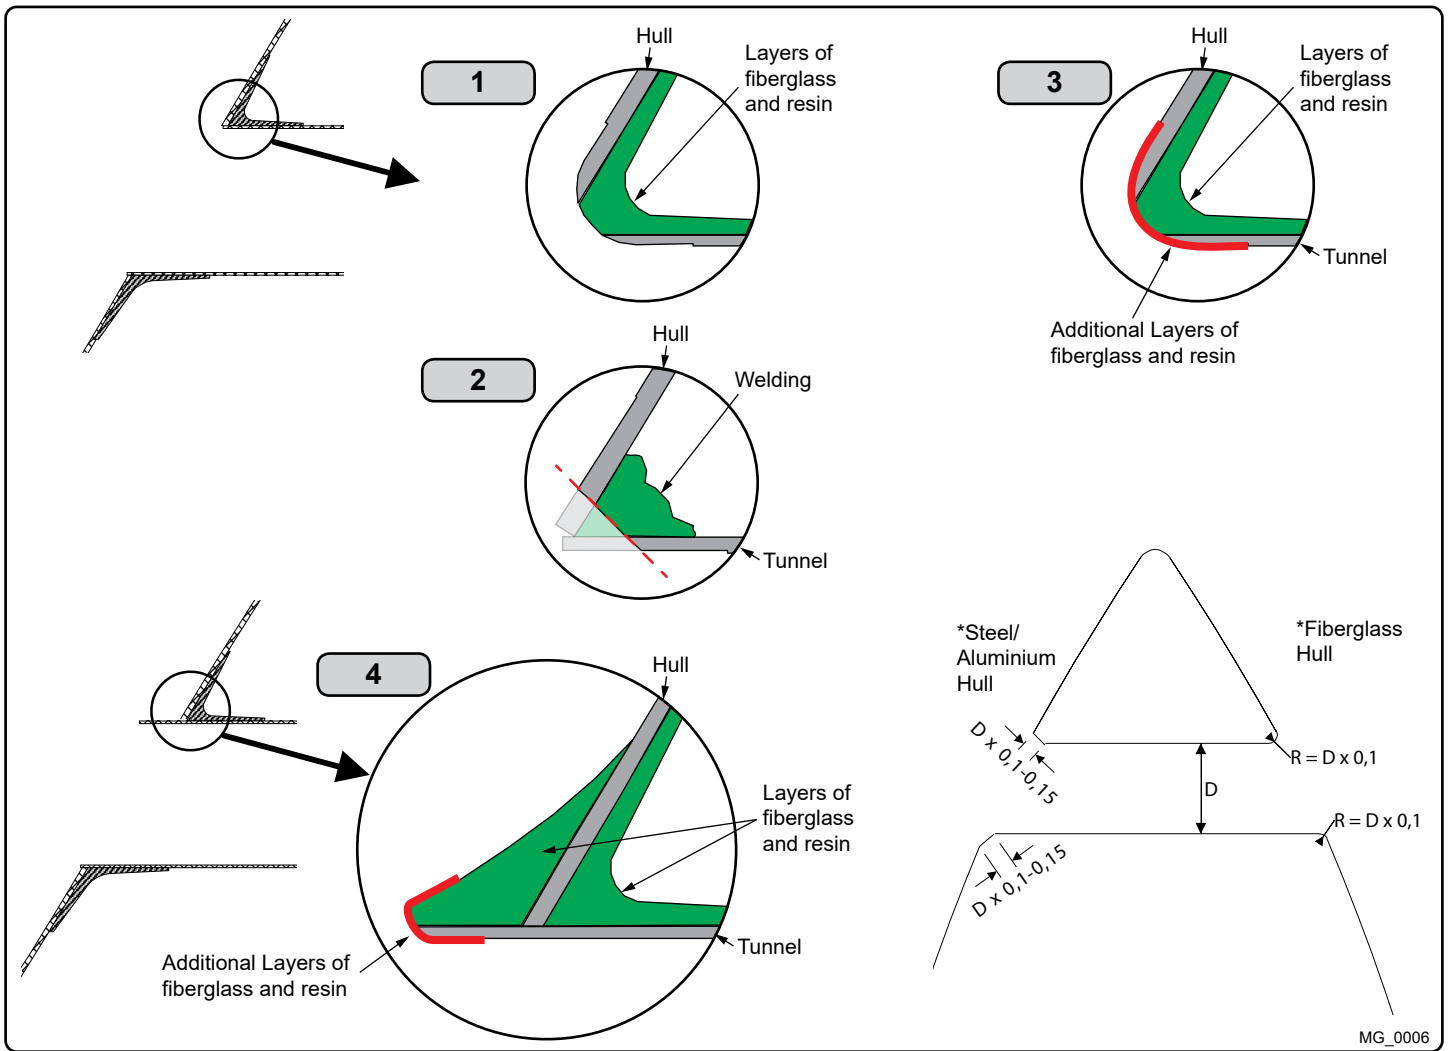 1
Hull
Layers of
fiberglass
and resin
3
Hull
Layers of
fiberglass
and resin
Tunnel
Additional Layers of
fiberglass and resin
2
Hull
Welding
Tunnel
4
Hull
Layers of
fiberglass
and resin
Tunnel
Additional Layers of
fiberglass and resin
*Steel/
Aluminium
Hull
*Fiberglass
Hull
D x 0,1-0,15
R = D x 0,1
D
R = D x 0,1
D x 0,1-0,15
MG_0006